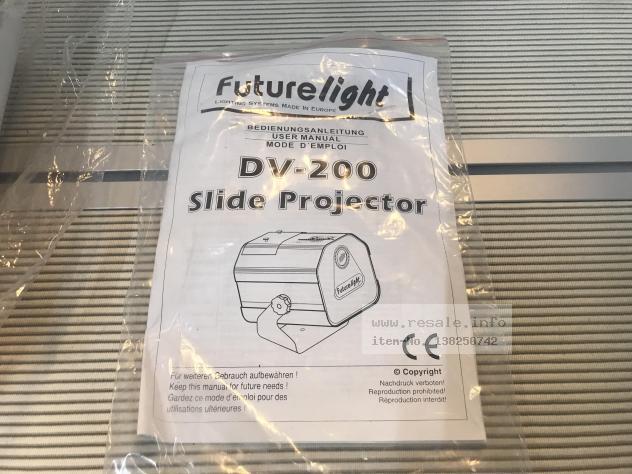 Futurelight
LIGHTING SYSTEMS MADE IN EUROPE
BEDIENUNGSANLEITUNG
USER MANUAL
MODE D'EMPLOI
DV-200
Slide Projector
Futurelight
www.resale.info
item-No. 138250742
CE
© Copyright
Nachdruck verboten!
Reproduction prohibited!
Réproduction interdit!
Für weiteren Gebrauch aufbewahren !
Keep this manual for future needs !
Gardez ce mode d'emploi pour des
utilisations ultérieures !